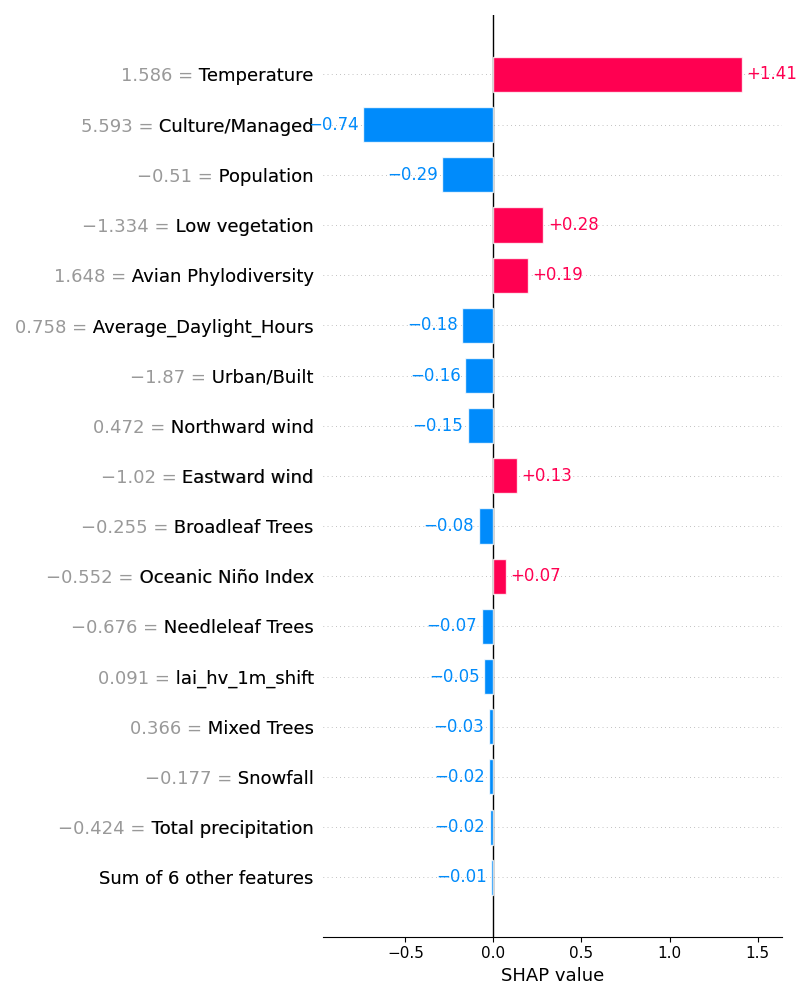 1.586 = Temperature +1.41
5.593 = Culture/Managed −0.74
−0.51 = Population −0.29
−1.334 = Low vegetation +0.28
1.648 = Avian Phylodiversity +0.19
0.758 = Average_Daylight_Hours −0.18
−1.87 = Urban/Built −0.16
0.472 = Northward wind −0.15
−1.02 = Eastward wind +0.13
−0.255 = Broadleaf Trees −0.08
−0.552 = Oceanic Niño Index +0.07
−0.676 = Needleleaf Trees −0.07
0.091 = lai_hv_1m_shift −0.05
0.366 = Mixed Trees −0.03
−0.177 = Snowfall −0.02
−0.424 = Total precipitation −0.02
Sum of 6 other features −0.01
−0.5 0.0 0.5 1.0 1.5
SHAP value